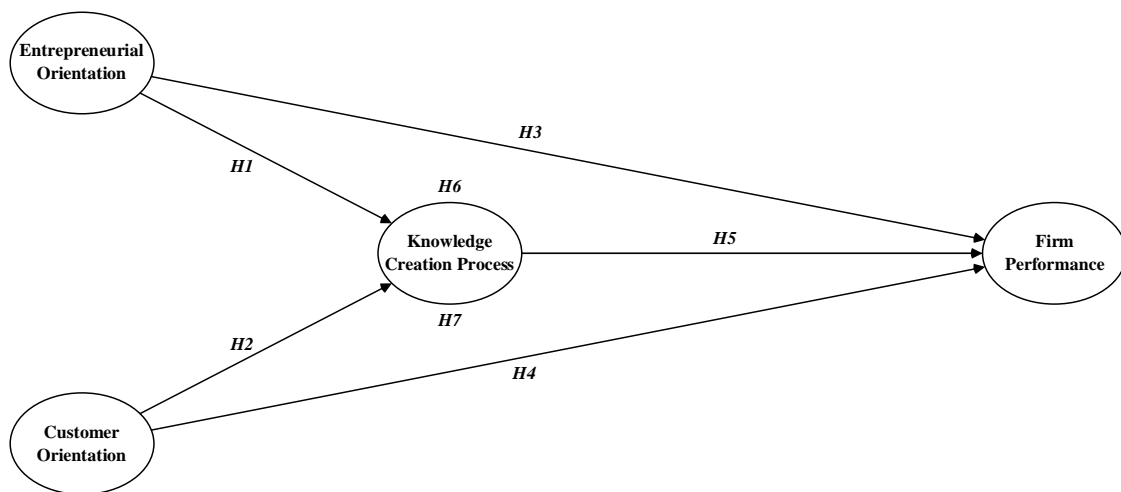 Entrepreneurial
Orientation
H3
H1
H6
Knowledge
Creation Process
H5
Firm
Performance
H7
H2
H4
Customer
Orientation